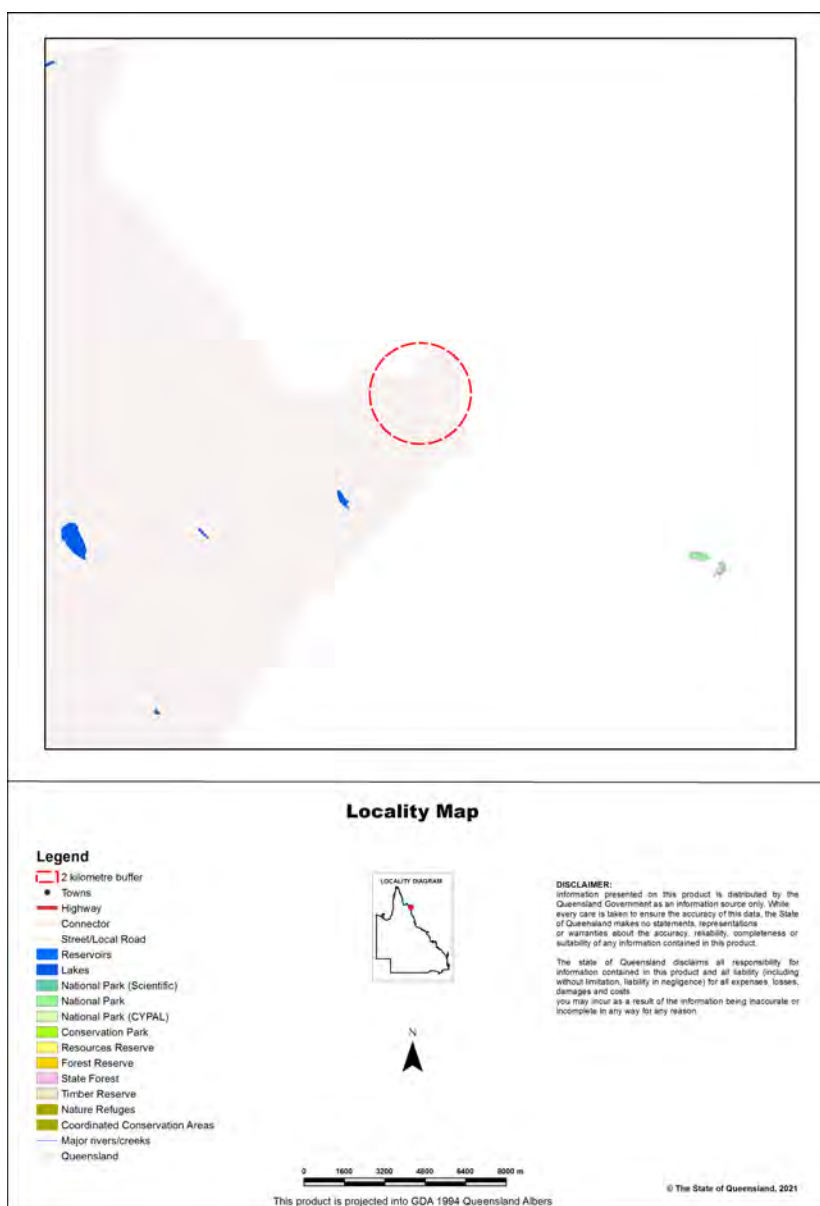 Locality Map
Legend
2 kilometre buffer
Towns
Highway
Connector
Street/Local Road
Reservoirs
Lakes
National Park (Scientific)
National Park
National Park (CYPAL)
Conservation Park
Resources Reserve
Forest Reserve
State Forest
Timber Reserve
Nature Refuges
Coordinated Conservation Areas
Major rivers/creeks
Queensland
LOCALITY DIAGRAM
N
0 1600 3200 4800 6400 8000 m
This product is projected into GDA 1994 Queensland Albers
DISCLAIMER:
Information presented on this product is distributed by the
Queensland Government as an information source only. While
every care is taken to ensure the accuracy of this data, the State
of Queensland makes no statements, representations
or warranties about the accuracy, reliability, completeness or
suitability of any information contained in this product.
The state of Queensland disclaims all responsibility for
information contained in this product and all liability (including
without limitation, liability in negligence) for all expenses, losses,
damages and costs
you may incur as a result of the information being inaccurate or
incomplete in any way for any reason.
© The State of Queensland, 2021